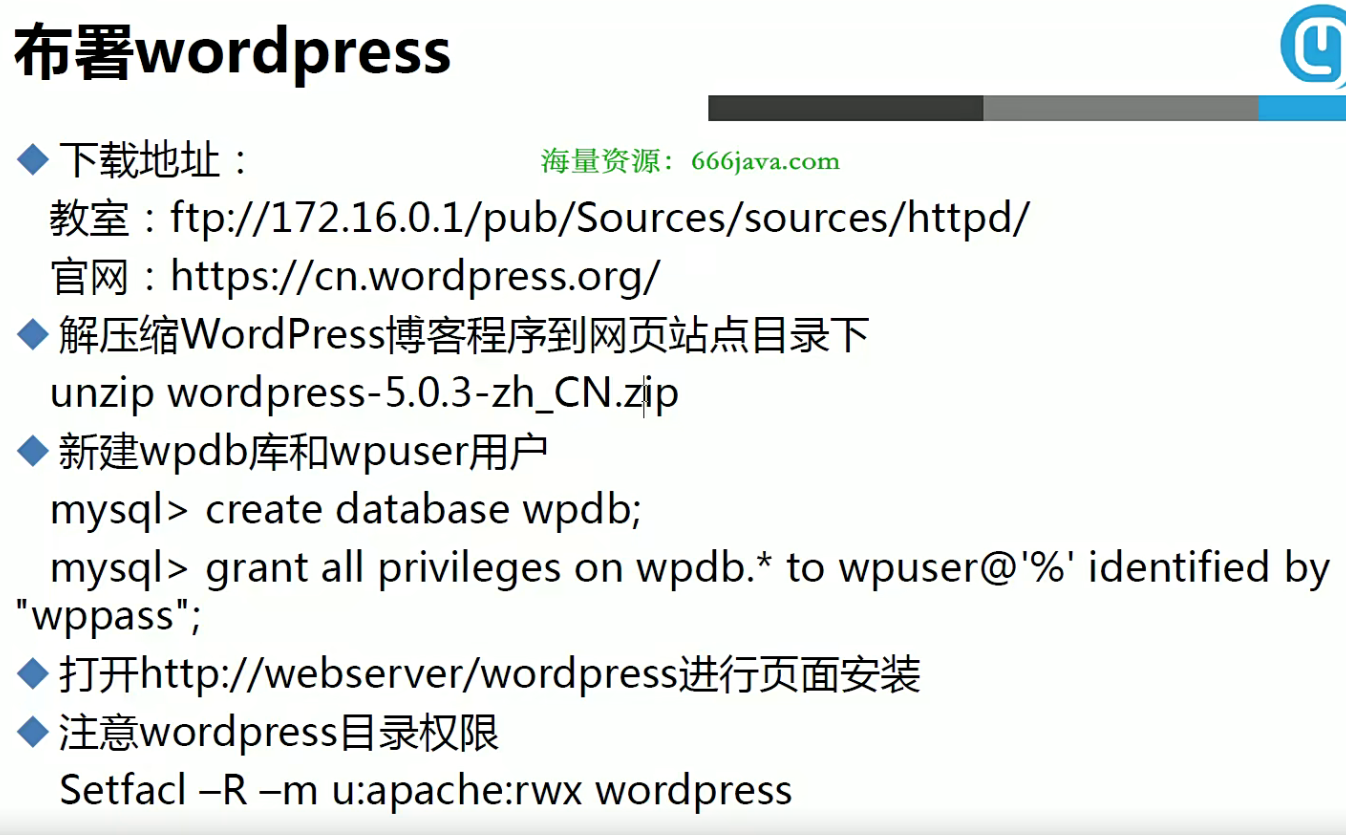 布署wordpress
下载地址：
海量资源：666java.com
教室：ftp://172.16.0.1/pub/Sources/sources/httpd/
官网：https://cn.wordpress.org/
解压缩WordPress博客程序到网页站点目录下
unzip wordpress-5.0.3-zh_CN.zip
新建wpdb库和wpuser用户
mysql> create database wpdb;
mysql> grant all privileges on wpdb.* to wpuser@'%' identified by
"wppass";
打开http://webserver/wordpress进行页面安装
注意wordpress目录权限
Setfacl –R –m u:apache:rwx wordpress